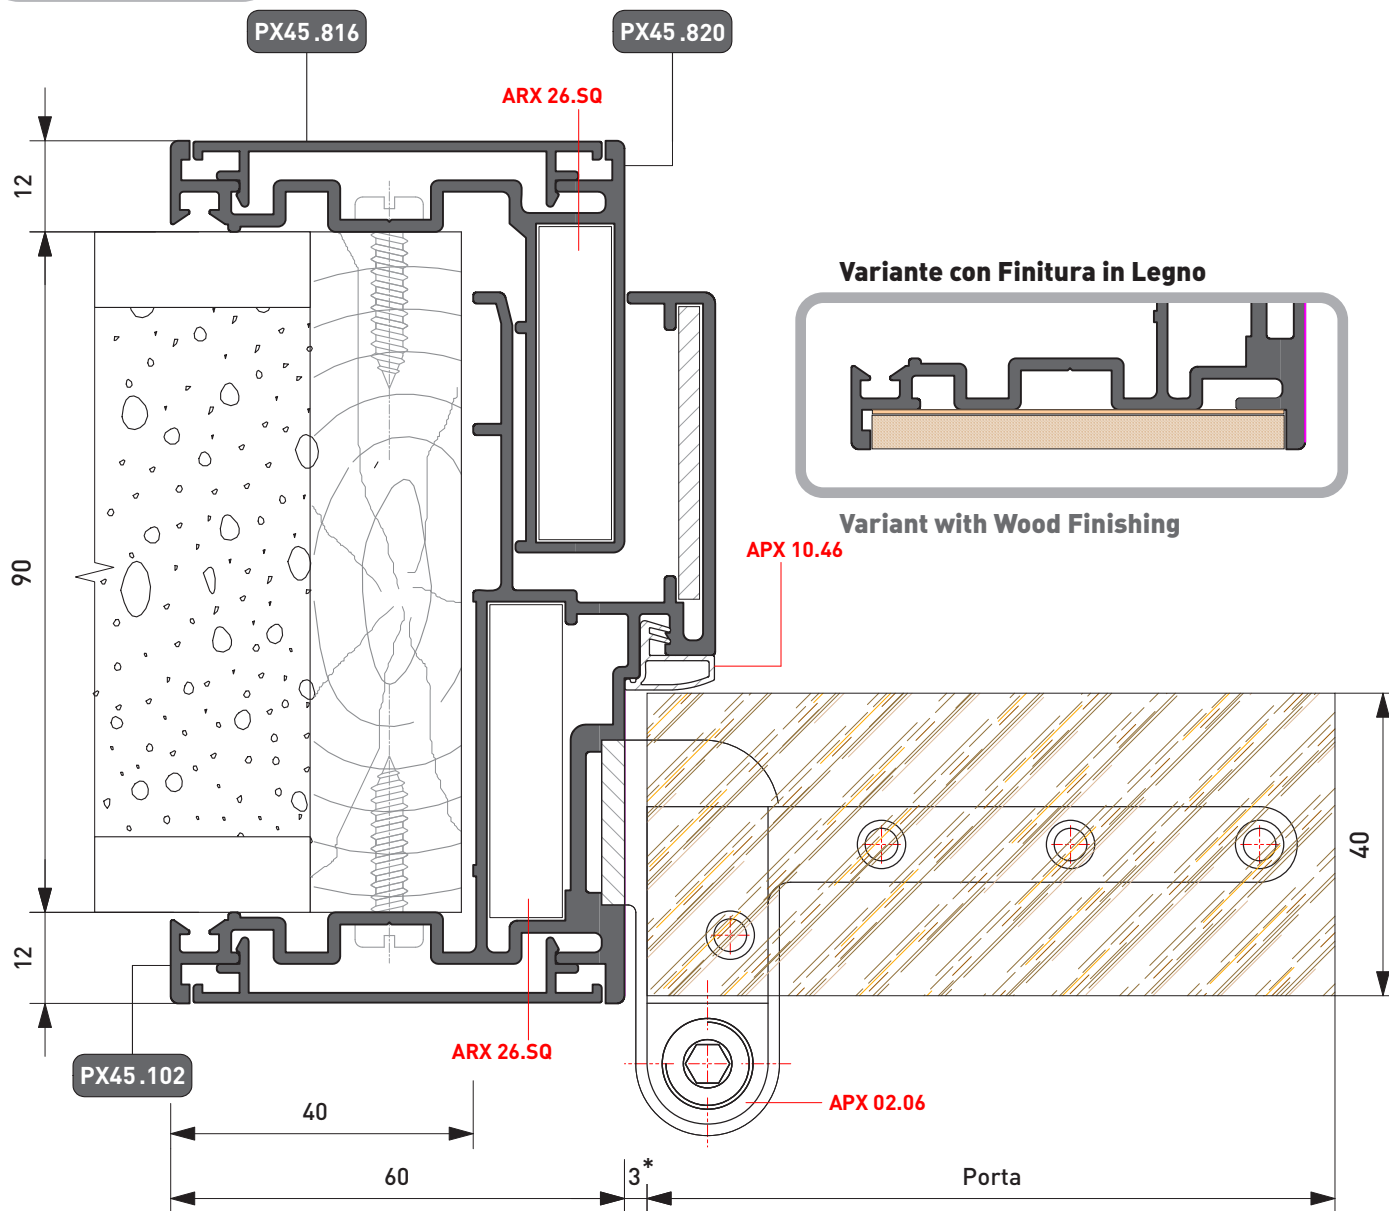 PX45.816
PX45.820
ARX 26.SQ
12
Variante con Finitura in Legno
Variant with Wood Finishing
APX 10.46
90
40
12
ARX 26.SQ
PX45.102
APX 02.06
40
60
3*
Porta